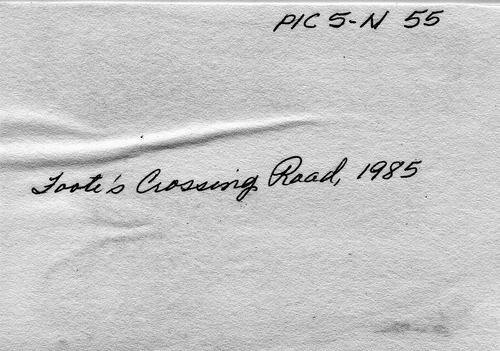 PIC 5-N 55
Foote's Crossing Road, 1985